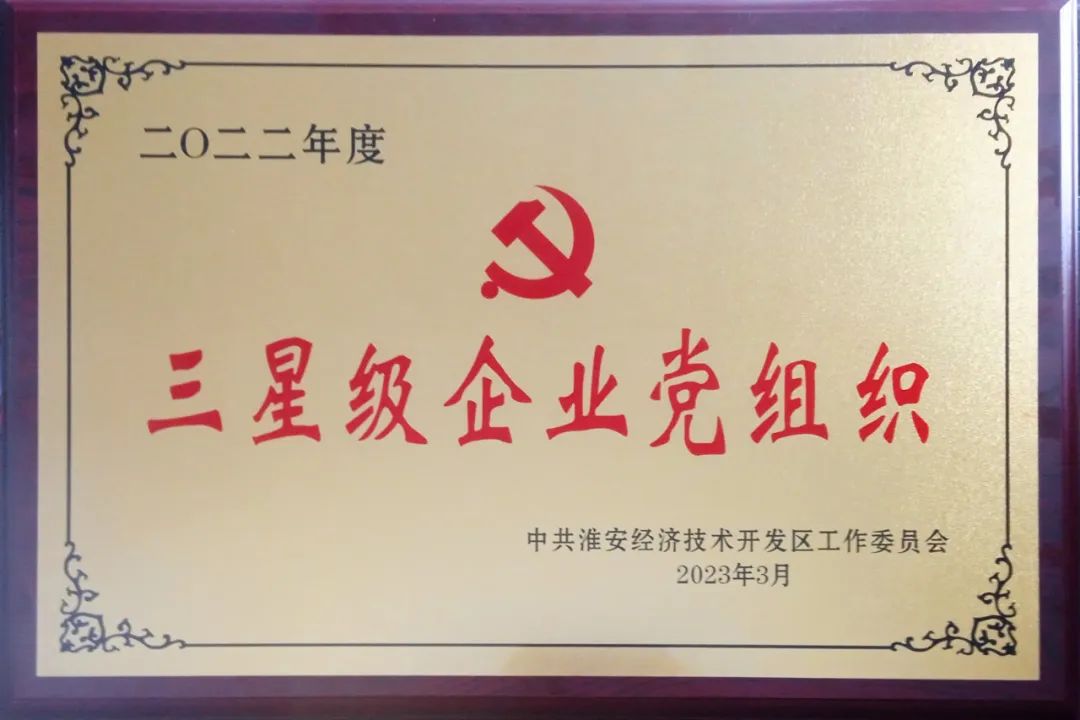 二〇二二年度
三星级企业党组织
中共淮安经济技术开发区工作委员会
2023年3月